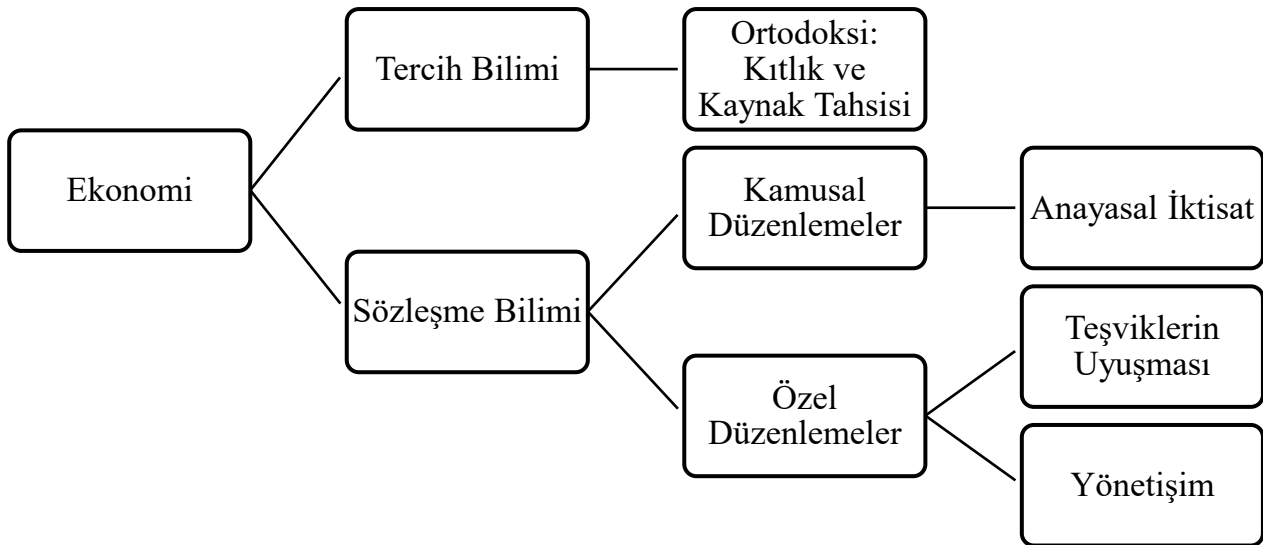 Ekonomi
Tercih Bilimi
Ortodoksi:
Kıtlık ve
Kaynak Tahsisi
Sözleşme Bilimi
Kamusal
Düzenlemeler
Anayasal İktisat
Özel
Düzenlemeler
Teşviklerin
Uyuşması
Yönetişim